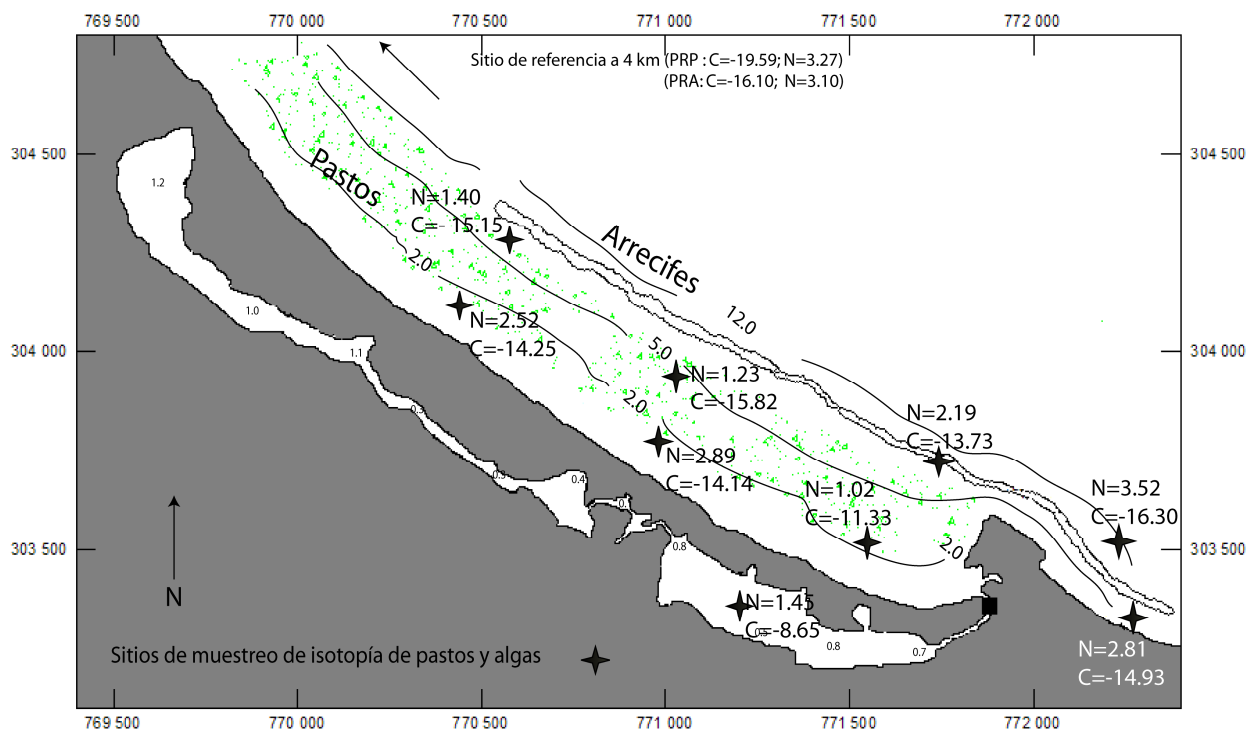 769 500
770 000
770 500
771 000
771 500
772 000
Sitio de referencia a 4 km (PRP : C=-19.59; N=3.27)
(PRA: C=-16.10; N=3.10)
304 500
304 500
1.2
Pastos
N=1.40
C=- 15.15
Arrecifes
2.0
1.0
N=2.52
C=-14.25
12.0
304 000
1.1
5.0
304 000
N=1.23
C=-15.82
2.0
N=2.19
C=-13.73
N=2.89
C=-14.14
0.4
N=1.02
C=-11.33
N=3.52
C=-16.30
303 500
0.8
2.0
303 500
N
N=1.45
C=-8.65
0.8
0.7
Sitios de muestreo de isotopía de pastos y algas
N=2.81
C=-14.93
769 500
770 000
770 500
771 000
771 500
772 000